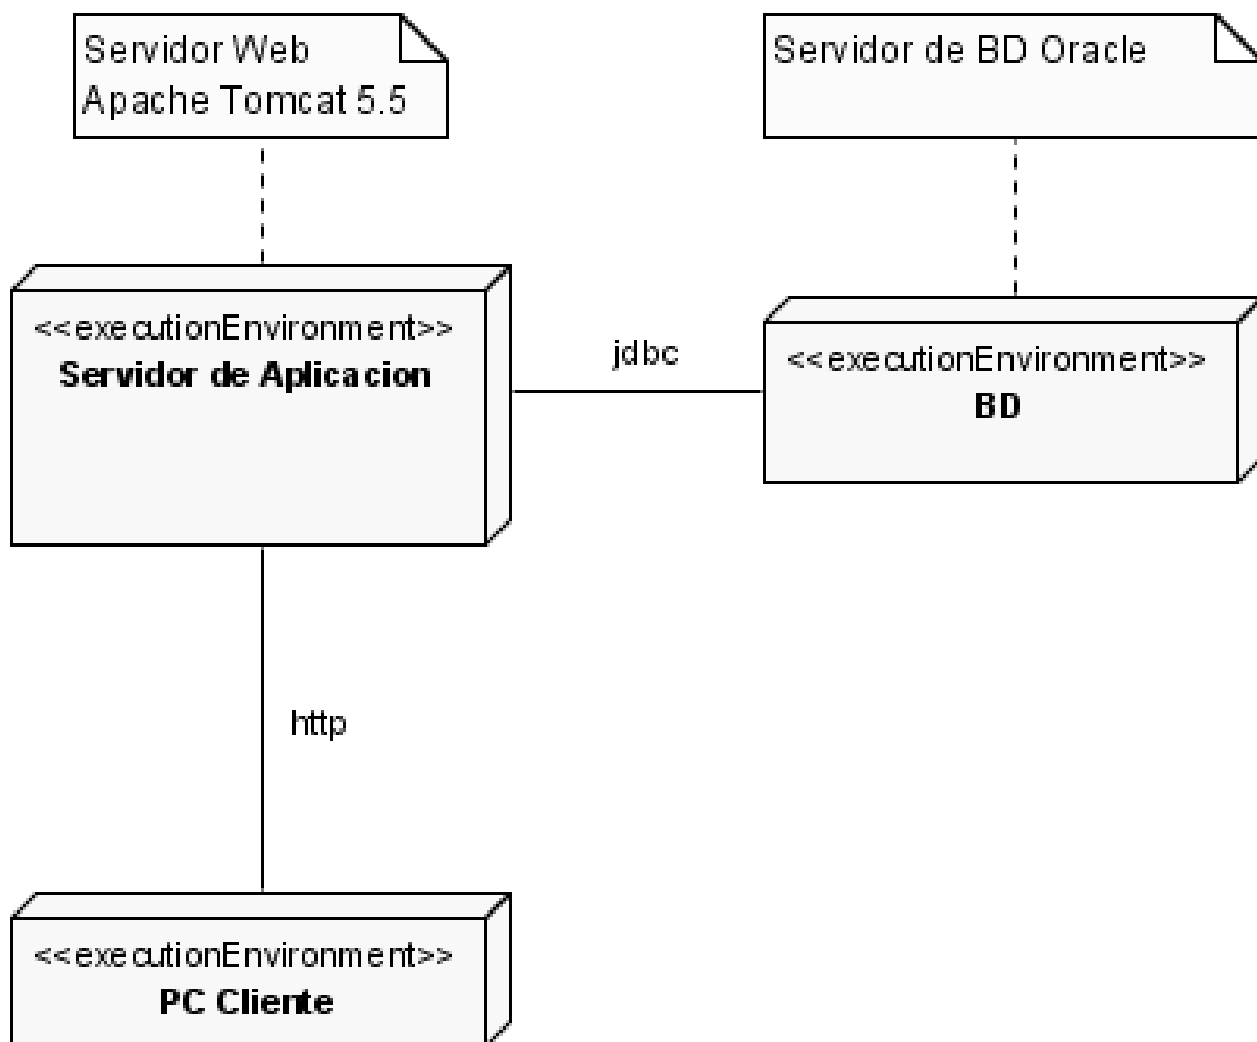 Servidor Web
Apache Tomcat 5.5
Servidor de BD Oracle
<<executionEnvironment>>
Servidor de Aplicacion
jdbc
<<executionEnvironment>>
BD
http
<<executionEnvironment>>
PC Cliente